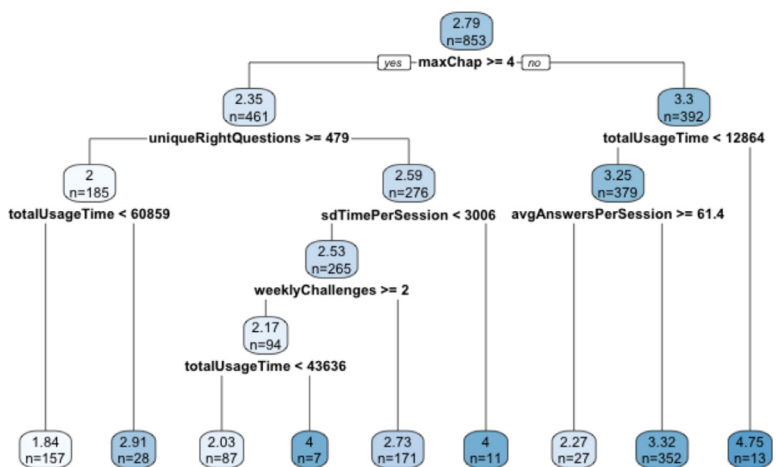 2.79
n=853
yes maxChap >= 4 no
2.35
n=461
3.3
n=392
uniqueRightQuestions >= 479
totalUsageTime < 12864
2
n=185
2.59
n=276
3.25
n=379
totalUsageTime < 60859
sdTimePerSession < 3006
avgAnswersPerSession >= 61.4
2.53
n=265
weeklyChallenges >= 2
2.17
n=94
totalUsageTime < 43636
1.84
n=157
2.91
n=28
2.03
n=87
4
n=7
2.73
n=171
4
n=11
2.27
n=27
3.32
n=352
4.75
n=13